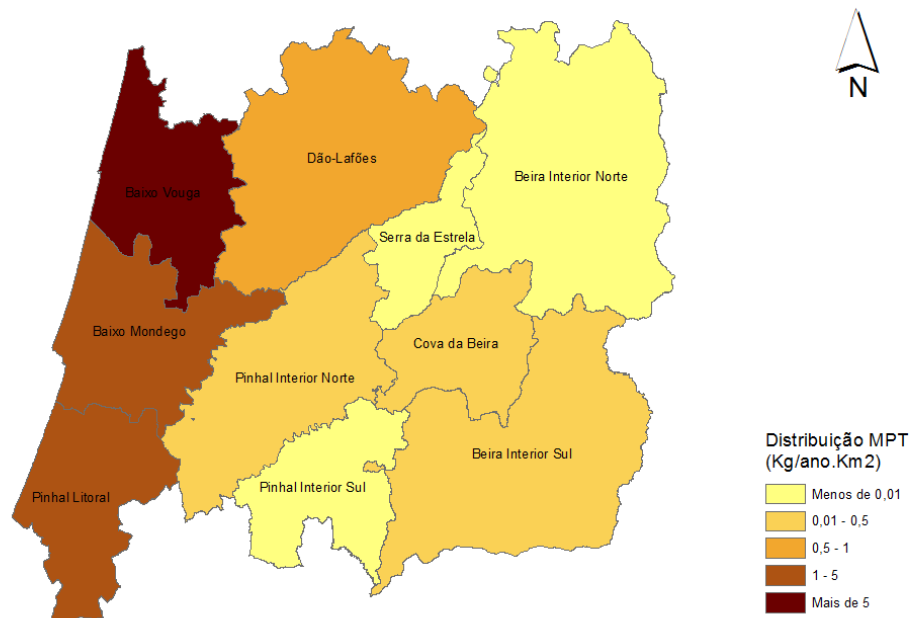 N
Dão-Lafões
Beira Interior Norte
Baixo Vouga
Serra da Estrela
Baixo Mondego
Cova da Beira
Pinhal Interior Norte
Beira Interior Sul
Pinhal Interior Sul
Pinhal Litoral
Distribuição MPT
(Kg/ano.Km2)
Menos de 0,01
0,01 - 0,5
0,5 - 1
1 - 5
Mais de 5